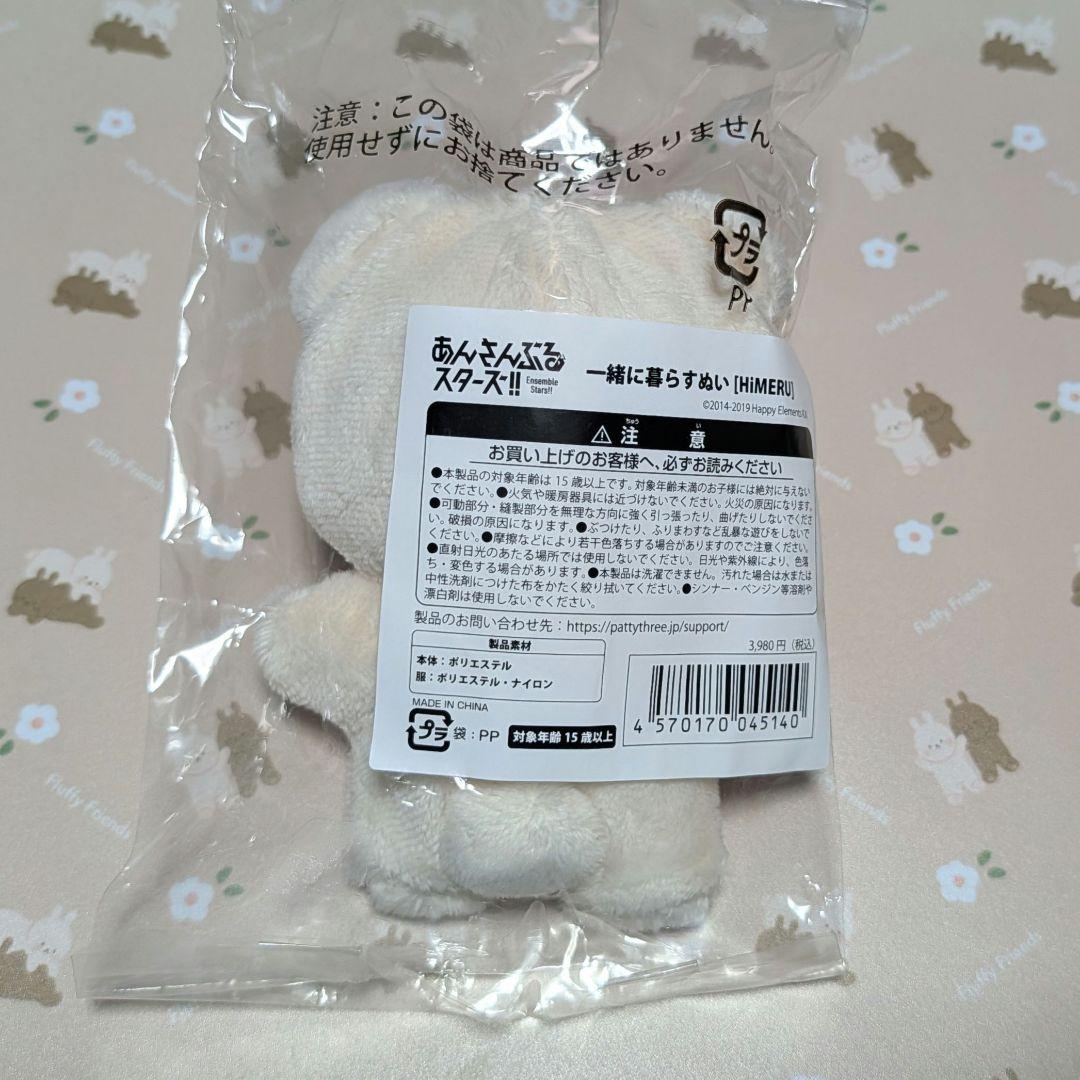 注意：この袋は商品ではありません。
使用せずにお捨てください。
プラ
あんさんぶる
スターズ!!
Ensemble
Stars!!
一緒に暮らすぬい [HiMERU]
©2014-2019 Happy Elements K.K
ちゅう い
⚠注 意
お買い上げのお客様へ、必ずお読みください
●本製品の対象年齢は 15 歳以上です。対象年齢未満のお子様には絶対に与えない
でください。●火気や暖房器具には近づけないでください。火災の原因になります。
●可動部分・縫製部分を無理な方向に強く引っ張ったり、曲げたりしないでくださ
い。破損の原因になります。●ぶつけたり、ふりまわすなど乱暴な遊びをしないで
ください。●摩擦などにより若干色落ちする場合がありますのでご注意ください。
●直射日光のあたる場所では使用しないでください。日光や紫外線により、色落
ち・変色する場合があります。●本製品は洗濯できません。汚れた場合は水または
中性洗剤につけた布をかたく絞り拭いてください。●シンナー・ベンジン等溶剤や
漂白剤は使用しないでください。
製品のお問い合わせ先：https://pattythree.jp/support/
3,980 円（税込）
製品素材
本体：ポリエステル
服：ポリエステル・ナイロン
MADE IN CHINA
プラ 袋：PP 対象年齢 15 歳以上
4 570170 045140
Fluffy Friends
Fluffy Friends
Fluffy Friends
Fluffy Friends
Fluffy Friends
Fluffy Friends